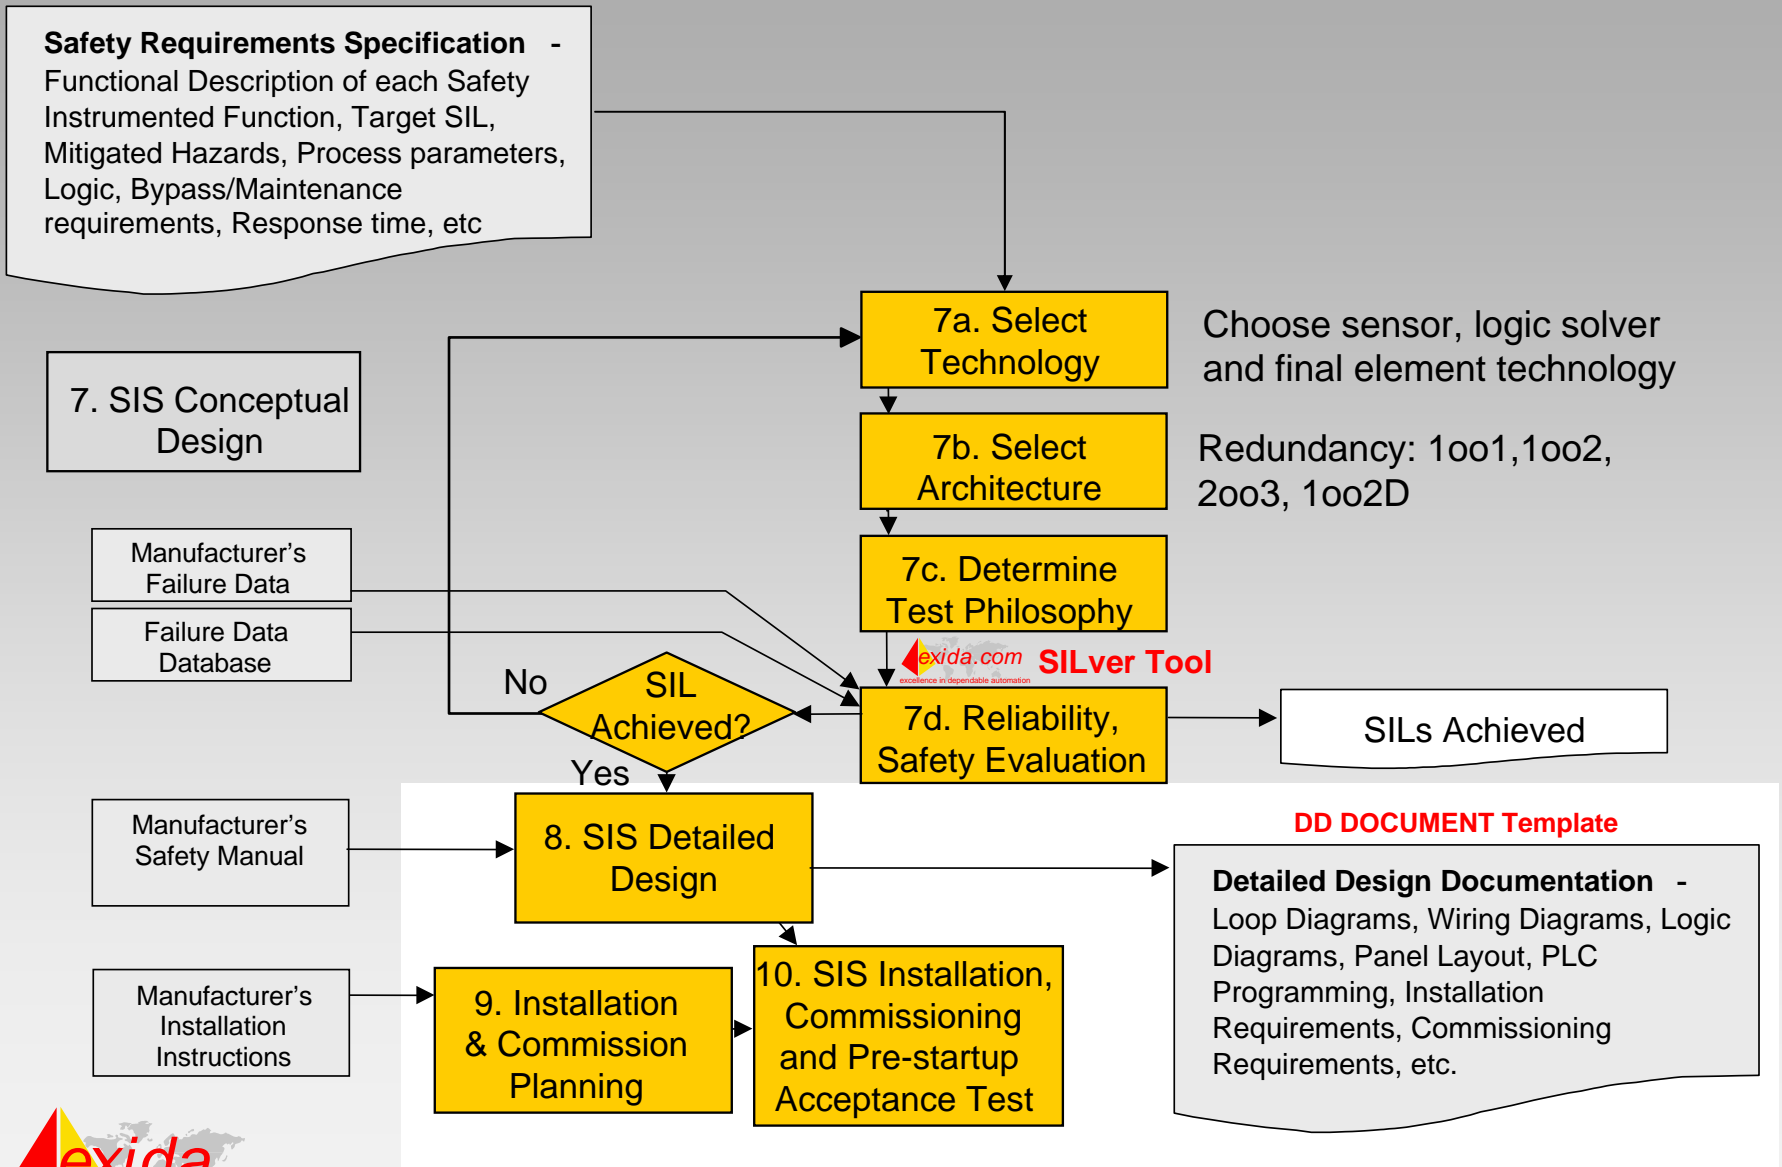 Safety Requirements Specification -
Functional Description of each Safety
Instrumented Function, Target SIL,
Mitigated Hazards, Process parameters,
Logic, Bypass/Maintenance
requirements, Response time, etc
7a. Select
Technology
Choose sensor, logic solver
and final element technology
7. SIS Conceptual
Design
7b. Select
Architecture
Redundancy: 1oo1,1oo2,
2oo3, 1oo2D
Manufacturer's
Failure Data
7c. Determine
Test Philosophy
Failure Data
Database
exida.com
excellence in dependable automation
SILver Tool
No
SIL
Achieved?
Yes
7d. Reliability,
Safety Evaluation
SILs Achieved
Manufacturer's
Safety Manual
8. SIS Detailed
Design
DD DOCUMENT Template
Detailed Design Documentation -
Loop Diagrams, Wiring Diagrams, Logic
Diagrams, Panel Layout, PLC
Programming, Installation
Requirements, Commissioning
Requirements, etc.
Manufacturer's
Installation
Instructions
9. Installation
& Commission
Planning
10. SIS Installation,
Commissioning
and Pre-startup
Acceptance Test
exida